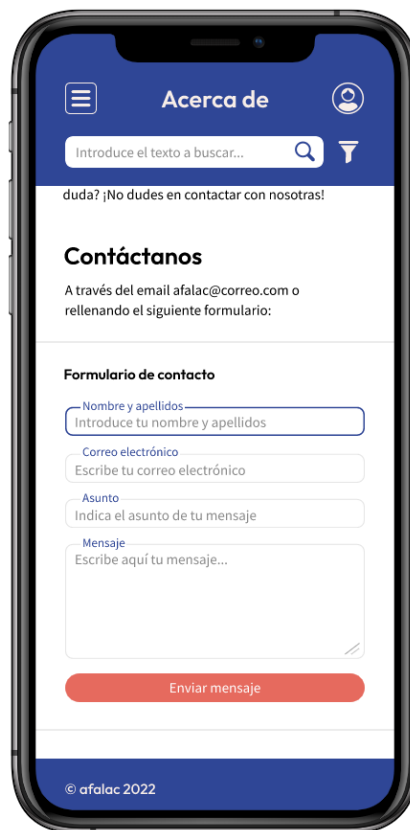 Acerca de
Introduce el texto a buscar...
duda? ¡No dudes en contactar con nosotras!
Contáctanos
A través del email afalac@correo.com o
rellenando el siguiente formulario:
Formulario de contacto
Nombre y apellidos
Introduce tu nombre y apellidos
Correo electrónico
Escribe tu correo electrónico
Asunto
Indica el asunto de tu mensaje
Mensaje
Escribe aquí tu mensaje...
Enviar mensaje
© afalac 2022